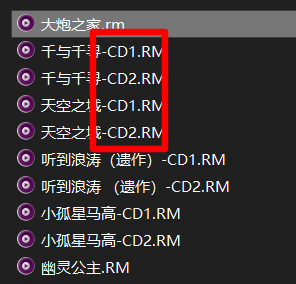 大炮之家.rm
千与千寻-CD1.RM
千与千寻-CD2.RM
天空之城-CD1.RM
天空之城-CD2.RM
听到浪涛（遗作）-CD1.RM
听到浪涛 （遗作）-CD2.RM
小孤星马高-CD1.RM
小孤星马高-CD2.RM
幽灵公主.RM